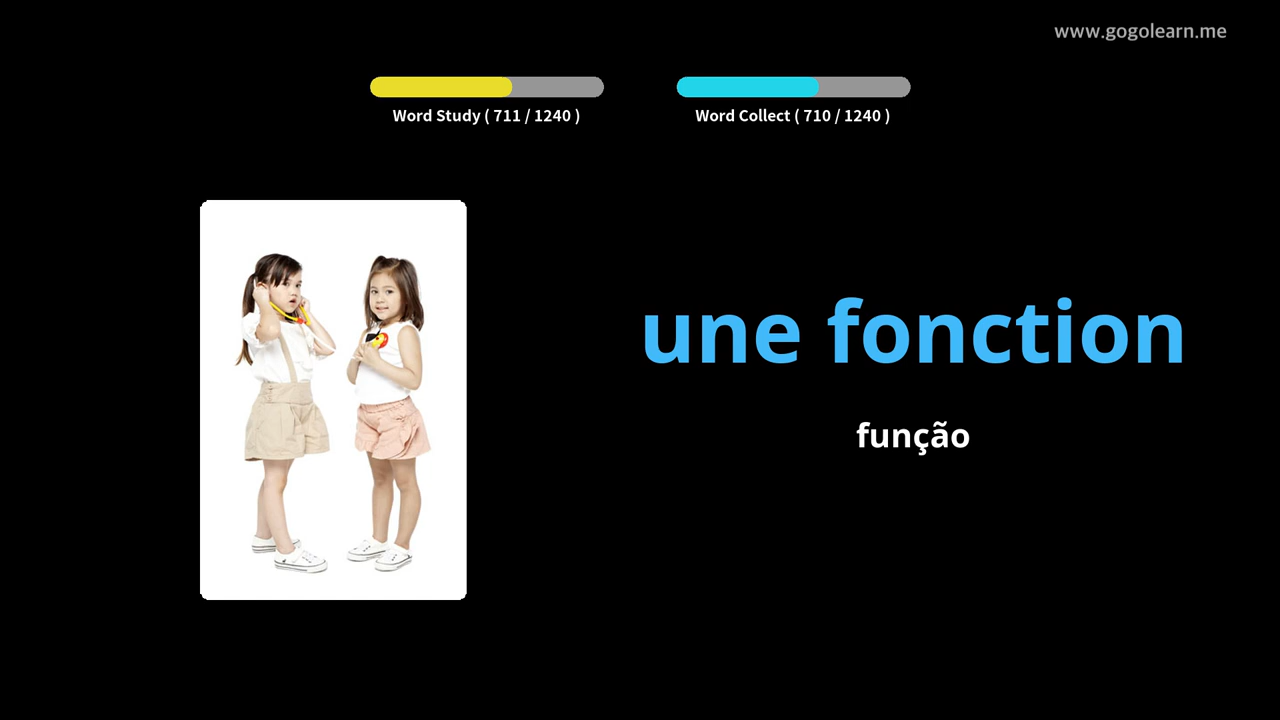 www.gogolearn.me
Word Study ( 711 / 1240 )
Word Collect ( 710 / 1240 )
une fonction
função